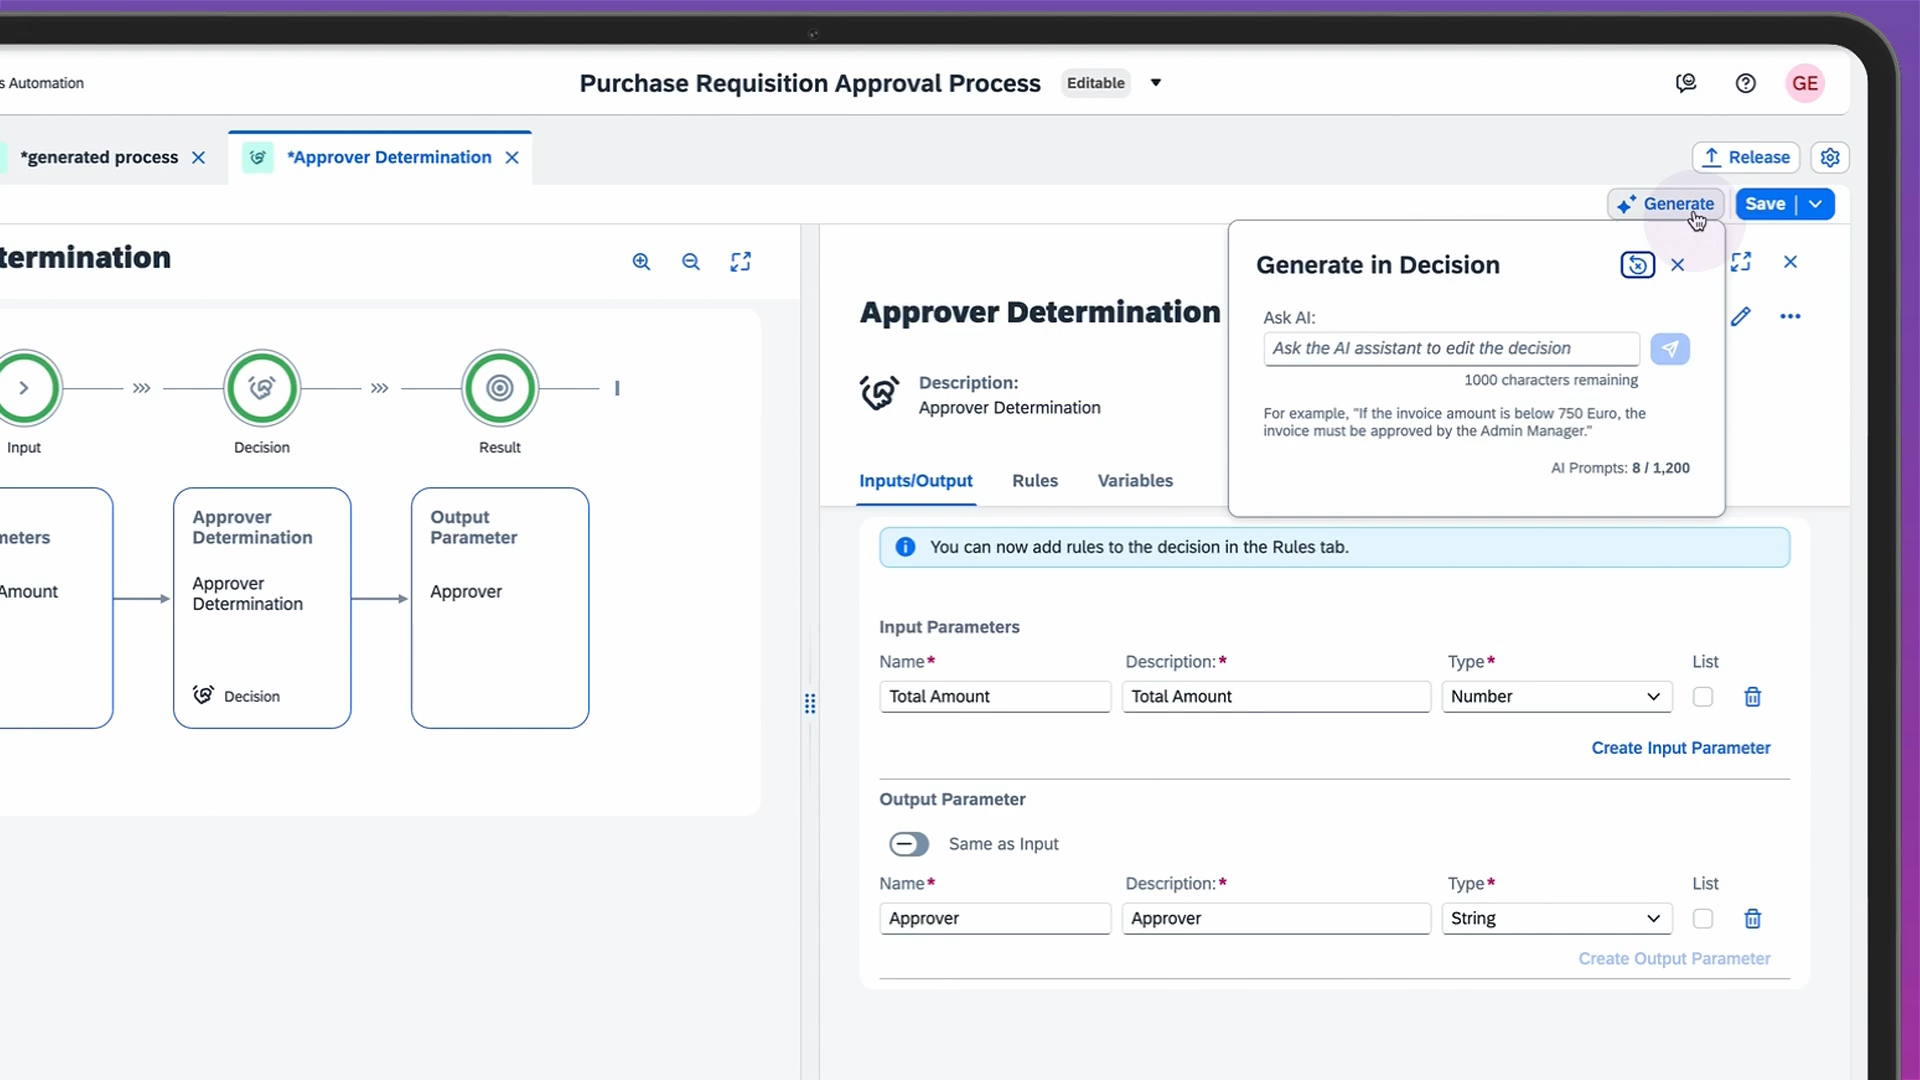 s Automation
Purchase Requisition Approval Process
Editable
GE
*generated process
*Approver Determination
Release
Generate
Save
termination
Input
Decision
Result
neters
Amount
Approver
Determination
Approver
Determination
Decision
Output
Parameter
Approver
Approver Determination
Description:
Approver Determination
Inputs/Output
Rules
Variables
Generate in Decision
Ask AI:
Ask the AI assistant to edit the decision
1000 characters remaining
For example, "If the invoice amount is below 750 Euro, the
invoice must be approved by the Admin Manager."
AI Prompts: 8 / 1,200
You can now add rules to the decision in the Rules tab.
Input Parameters
Name* Description:* Type* List
Total Amount Total Amount Number
Create Input Parameter
Output Parameter
Same as Input
Name* Description:* Type* List
Approver Approver String
Create Output Parameter